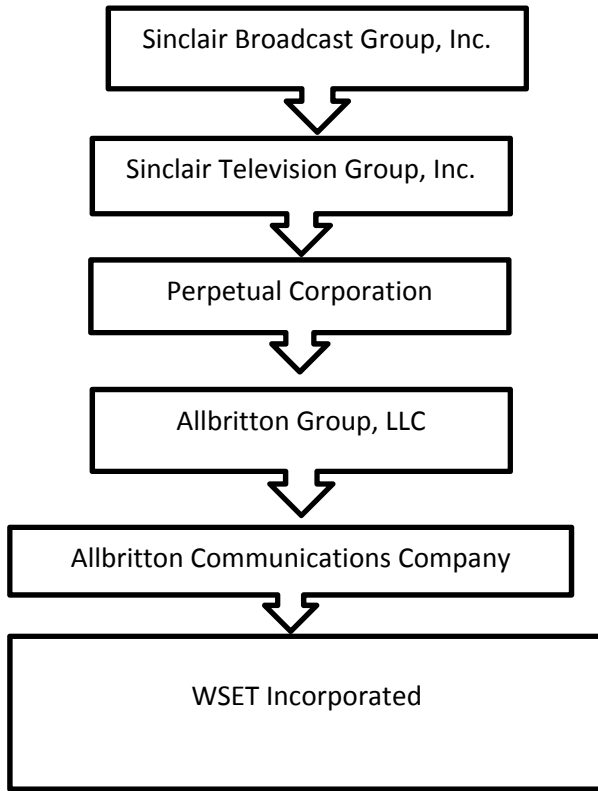 Sinclair Broadcast Group, Inc.
Sinclair Television Group, Inc.
Perpetual Corporation
Allbritton Group, LLC
Allbritton Communications Company
WSET Incorporated